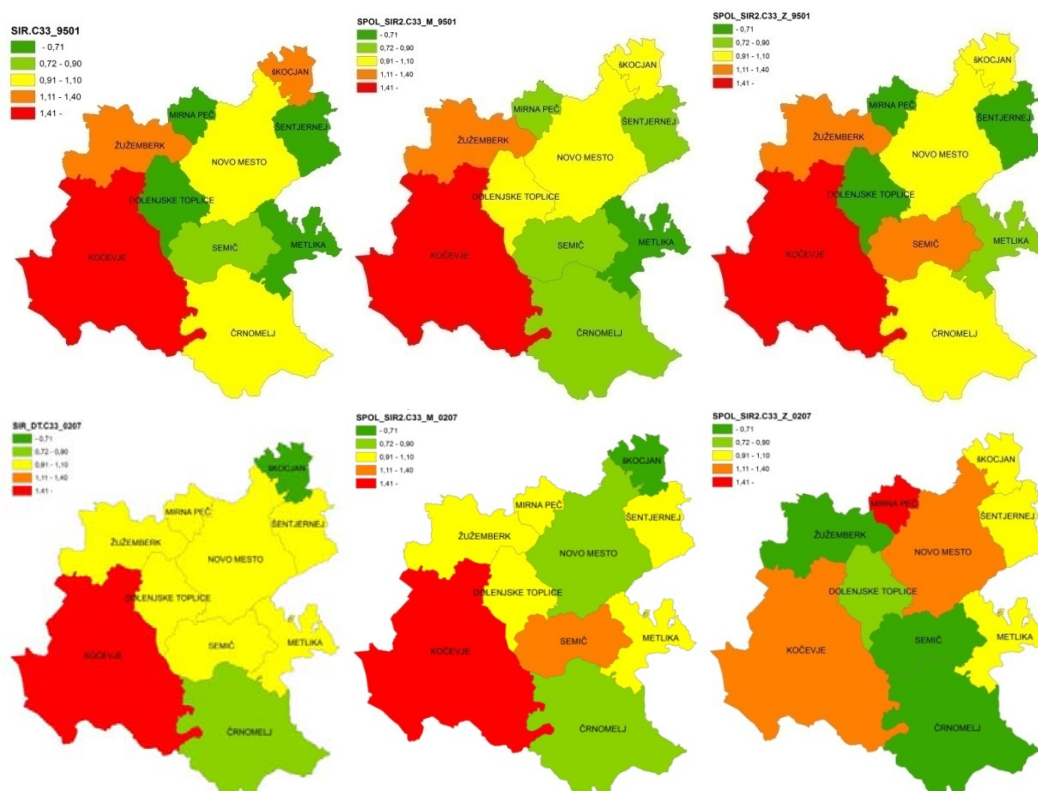 SIR.C33_9501
- 0,71
0,72 - 0,90
0,91 - 1,10
1,11 - 1,40
1,41 -
šKOCJAN
MIRNA PEČ
ŠENTJERNEJ
ŽUŽEMBERK
NOVO MESTO
DOLENJSKE TOPLICE
KOČEVJE
SEMIČ
METLIKA
ČRNOMELJ
SPOL_SIR2.C33_M_9501
- 0,71
0,72 - 0,90
0,91 - 1,10
1,11 - 1,40
1,41 -
šKOCJAN
MIRNA PEČ
ŠENTJERNEJ
ŽUŽEMBERK
NOVO MESTO
DOLENJSKE TOPLICE
KOČEVJE
SEMIČ
METLIKA
ČRNOMELJ
SPOL_SIR2.C33_Z_9501
- 0,71
0,72 - 0,90
0,91 - 1,10
1,11 - 1,40
1,41 -
šKOCJAN
MIRNA PEČ
ŠENTJERNEJ
ŽUŽEMBERK
NOVO MESTO
DOLENJSKE TOPLICE
KOČEVJE
SEMIČ
METLIKA
ČRNOMELJ
SIR_DT.C33_0207
- 0,71
0,72 - 0,90
0,91 - 1,10
1,11 - 1,40
1,41 -
šKOCJAN
MIRNA PEČ
ŠENTJERNEJ
ŽUŽEMBERK
NOVO MESTO
DOLENJSKE TOPLICE
KOČEVJE
SEMIČ
METLIKA
ČRNOMELJ
SPOL_SIR2.C33_M_0207
- 0,71
0,72 - 0,90
0,91 - 1,10
1,11 - 1,40
1,41 -
šKOCJAN
MIRNA PEČ
ŠENTJERNEJ
ŽUŽEMBERK
NOVO MESTO
DOLENJSKE TOPLICE
KOČEVJE
SEMIČ
METLIKA
ČRNOMELJ
SPOL_SIR2.C33_Z_0207
- 0,71
0,72 - 0,90
0,91 - 1,10
1,11 - 1,40
1,41 -
šKOCJAN
MIRNA PEČ
ŠENTJERNEJ
ŽUŽEMBERK
NOVO MESTO
DOLENJSKE TOPLICE
KOČEVJE
SEMIČ
METLIKA
ČRNOMELJ